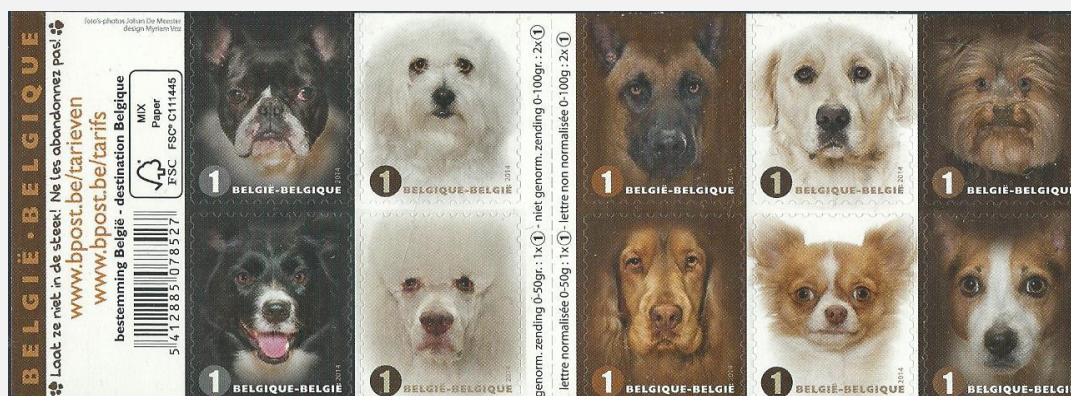 BELGIË·BELGIQUE
Laat ze niet in de steek! Ne les abandonnez pas!
foto's-photos Johan De Meester
design Myriam Voz
www.bpost.be/tarieven
www.bpost.be/tarifs
bestemming België - destination Belgique
MIX
Paper
FSC® C111445
FSC
5 412885 078527
1 BELGIË-BELGIQUE 2014
1 BELGIQUE-BELGIË 2014
1 BELGIQUE-BELGIË 2014
1 BELGIQUE-BELGIË 2014
genorm. zending 0-50gr. : 1x① - niet genorm. zending 0-100gr. : 2x①
lettre normalisée 0-50g : 1x① - lettre non normalisée 0-100g : 2x①
1 BELGIË-BELGIQUE 2014
1 BELGIQUE-BELGIË 2014
1 BELGIË-BELGIQUE
1 BELGIQUE-BELGIË 2014
1 BELGIË-BELGIQUE 2014
1 BELGIQUE-BELGIË